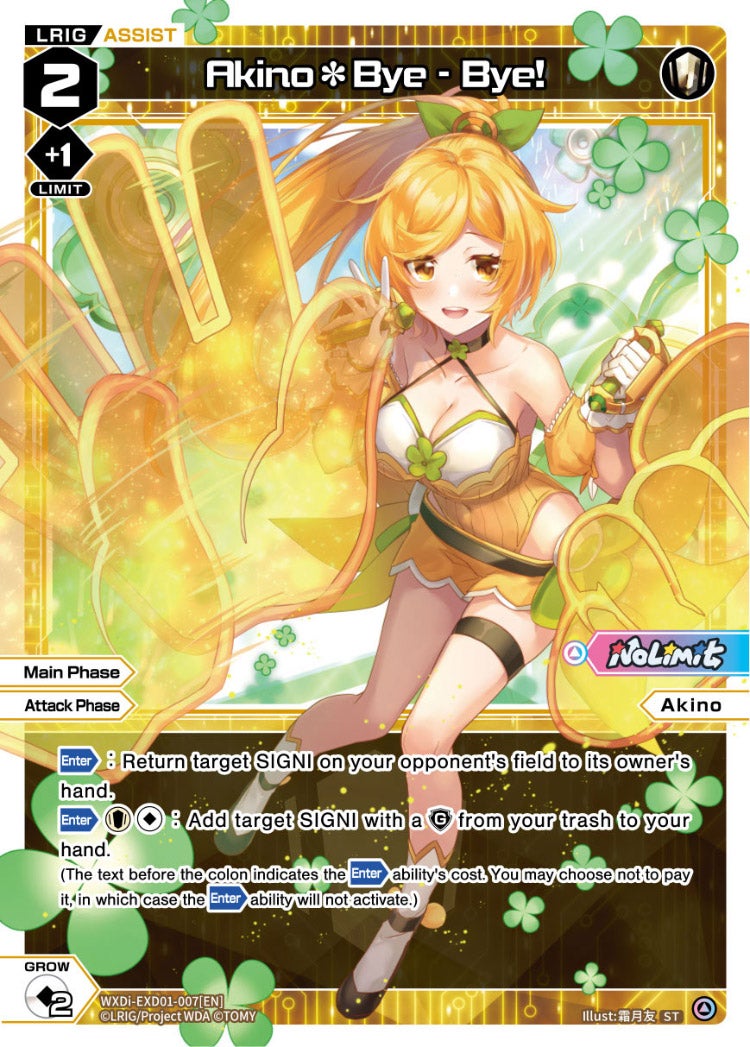 LRIG ASSIST
2
Akino＊Bye - Bye!
+1
LIMIT
NoLimit
Main Phase
Attack Phase
Akino
Enter : Return target SIGNI on your opponent's field to its owner's
hand.
Enter : Add target SIGNI with a G from your trash to your
hand.
(The text before the colon indicates the Enter ability's cost. You may choose not to pay
it, in which case the Enter ability will not activate.)
GROW
2
WXDi-EXD01-007[EN]
©LRIG/Project WDA ©TOMY
Illust:霜月友 ST